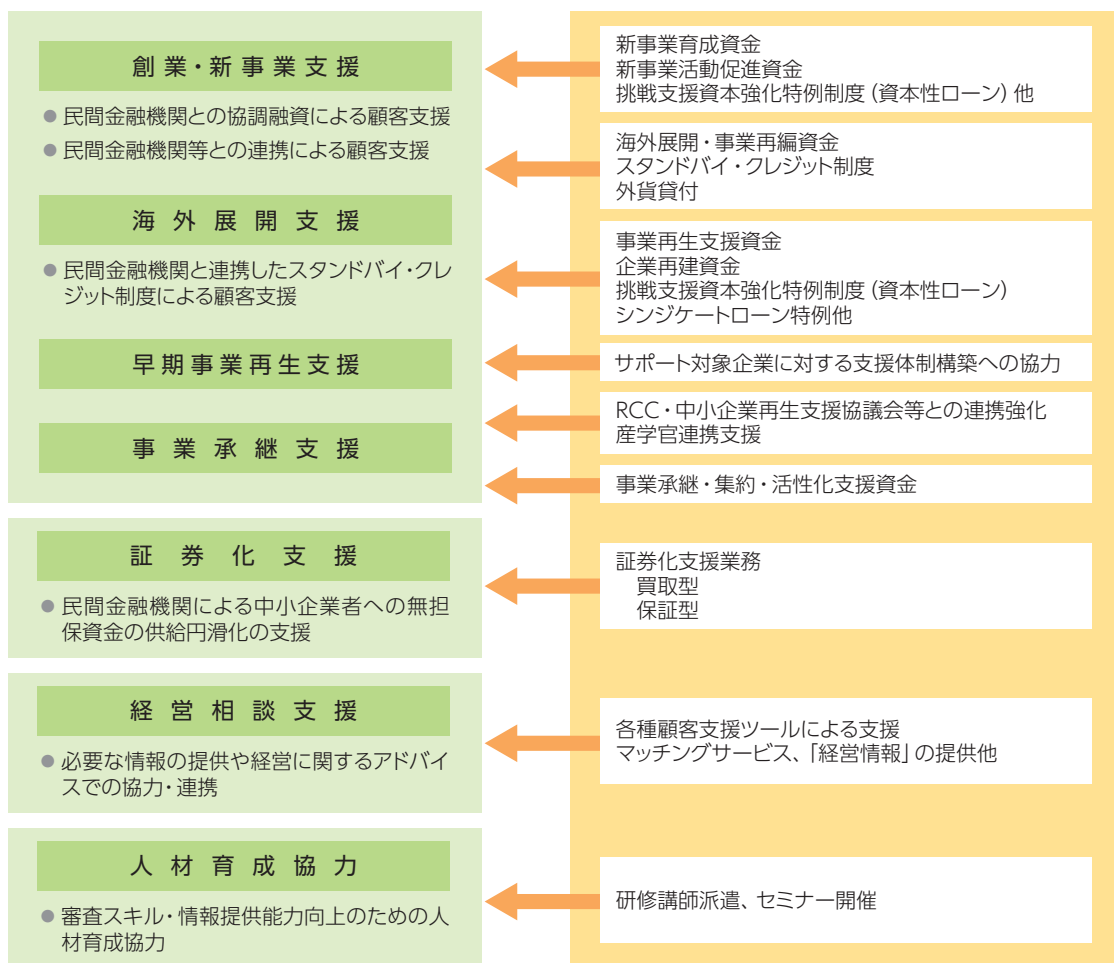 創業・新事業支援
● 民間金融機関との協調融資による顧客支援
● 民間金融機関等との連携による顧客支援
海外展開支援
● 民間金融機関と連携したスタンドバイ・クレ
ジット制度による顧客支援
早期事業再生支援
事業承継支援
証券化支援
● 民間金融機関による中小企業者への無担
保資金の供給円滑化の支援
経営相談支援
● 必要な情報の提供や経営に関するアドバイ
スでの協力・連携
人材育成協力
● 審査スキル・情報提供能力向上のための人
材育成協力
新事業育成資金
新事業活動促進資金
挑戦支援資本強化特例制度（資本性ローン）他
海外展開・事業再編資金
スタンドバイ・クレジット制度
外貨貸付
事業再生支援資金
企業再建資金
挑戦支援資本強化特例制度（資本性ローン）
シンジケートローン特例他
サポート対象企業に対する支援体制構築への協力
RCC・中小企業再生支援協議会等との連携強化
産学官連携支援
事業承継・集約・活性化支援資金
証券化支援業務
買取型
保証型
各種顧客支援ツールによる支援
マッチングサービス、「経営情報」の提供他
研修講師派遣、セミナー開催